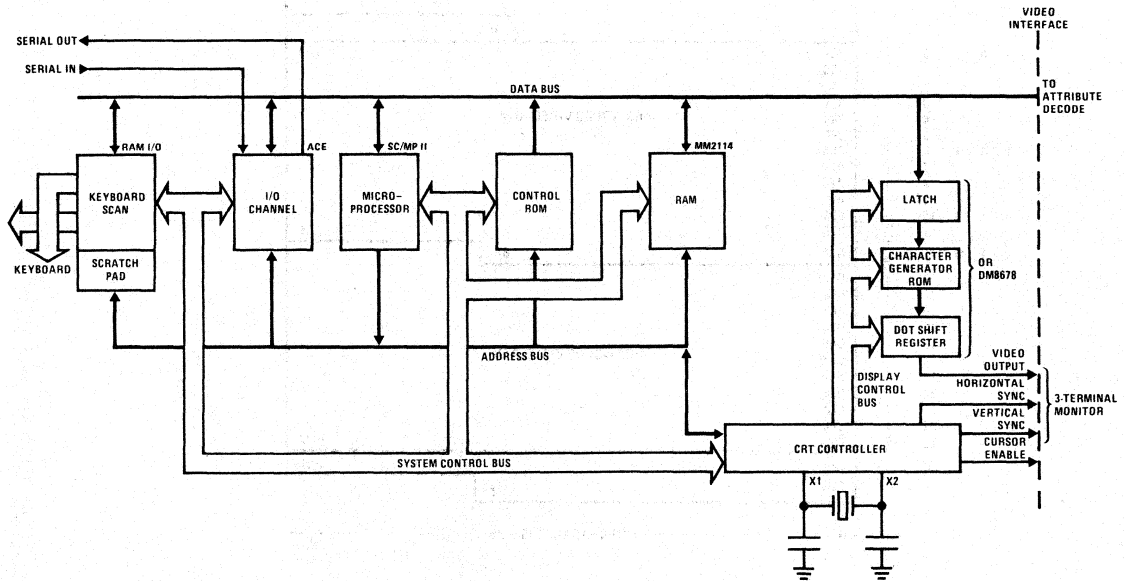 VIDEO
INTERFACE
SERIAL OUT
SERIAL IN
DATA BUS
TO
ATTRIBUTE
DECODE
RAM I/O
ACE
SC/MP II
MM2114
KEYBOARD
SCAN
I/O
CHANNEL
MICRO-
PROCESSOR
CONTROL
ROM
RAM
LATCH
KEYBOARD
SCRATCH
PAD
CHARACTER
GENERATOR
ROM
OR
DM8678
DOT SHIFT
REGISTER
ADDRESS BUS
VIDEO
OUTPUT
DISPLAY
CONTROL
BUS
HORIZONTAL
SYNC
VERTICAL
SYNC
3-TERMINAL
MONITOR
CURSOR
ENABLE
CRT CONTROLLER
SYSTEM CONTROL BUS
X1
X2